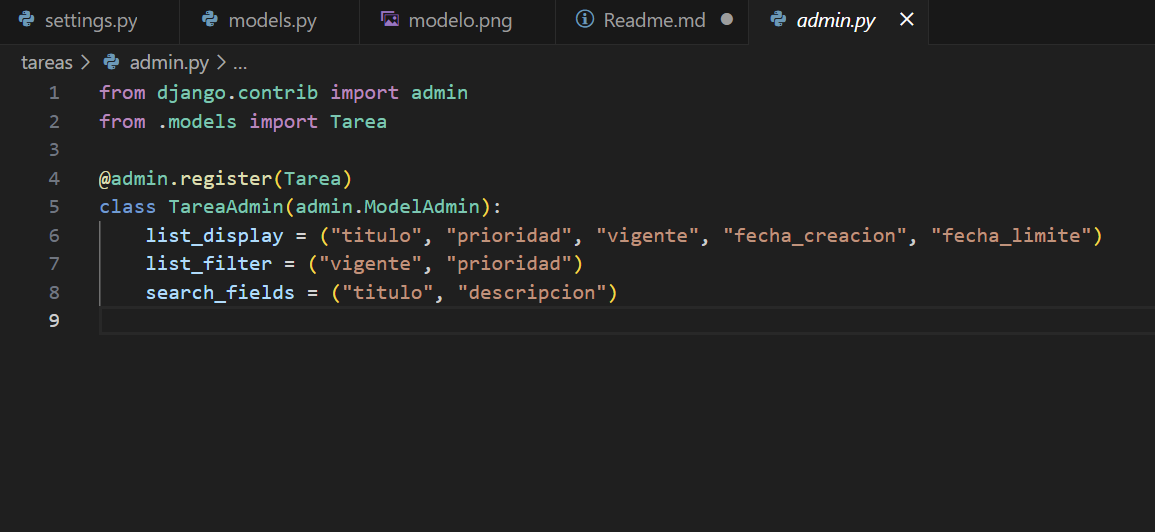 settings.py models.py modelo.png Readme.md admin.py
tareas > admin.py > ...
1 from django.contrib import admin
2 from .models import Tarea
3
4 @admin.register(Tarea)
5 class TareaAdmin(admin.ModelAdmin):
6     list_display = ("titulo", "prioridad", "vigente", "fecha_creacion", "fecha_limite")
7     list_filter = ("vigente", "prioridad")
8     search_fields = ("titulo", "descripcion")
9